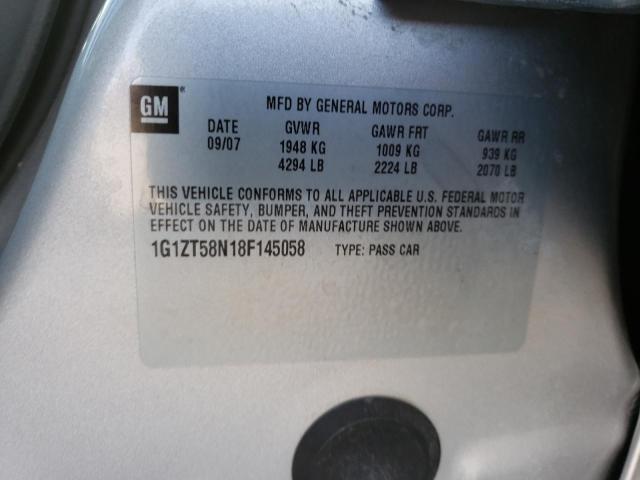 GM®
MFD BY GENERAL MOTORS CORP.
DATE GVWR GAWR FRT GAWR RR
09/07 1948 KG 1009 KG 939 KG
4294 LB 2224 LB 2070 LB
THIS VEHICLE CONFORMS TO ALL APPLICABLE U.S. FEDERAL MOTOR
VEHICLE SAFETY, BUMPER, AND THEFT PREVENTION STANDARDS IN
EFFECT ON THE DATE OF MANUFACTURE SHOWN ABOVE.
1G1ZT58N18F145058 TYPE: PASS CAR